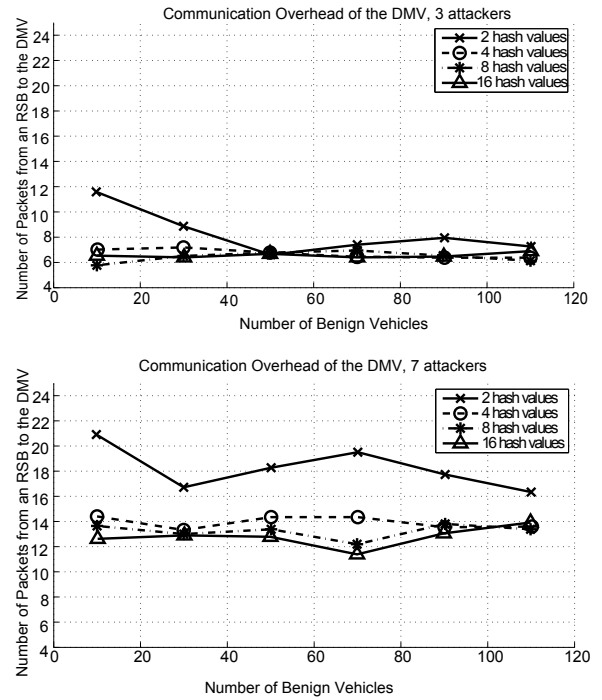 Communication Overhead of the DMV, 3 attackers
Number of Packets from an RSB to the DMV
24
22
20
18
16
14
12
10
8
6
4
2 hash values
4 hash values
8 hash values
16 hash values
0 20 40 60 80 100 120
Number of Benign Vehicles
Communication Overhead of the DMV, 7 attackers
Number of Packets from an RSB to the DMV
24
22
20
18
16
14
12
10
8
6
4
2 hash values
4 hash values
8 hash values
16 hash values
0 20 40 60 80 100 120
Number of Benign Vehicles